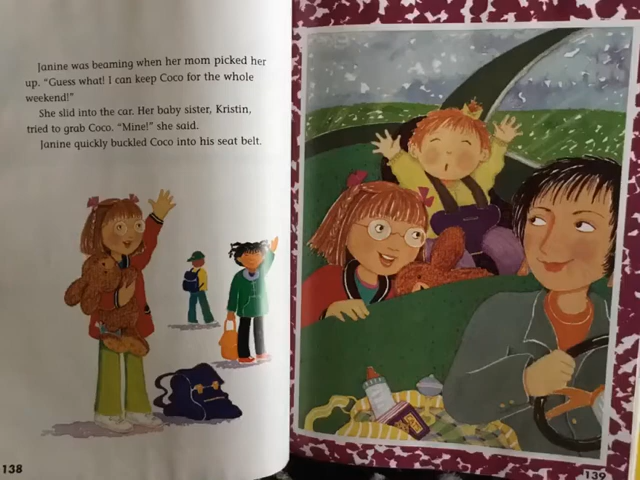 Janine was beaming when her mom picked her
up. "Guess what! I can keep Coco for the whole
weekend!"
She slid into the car. Her baby sister, Kristin,
tried to grab Coco. "Mine!" she said.
Janine quickly buckled Coco into his seat belt.
138
139